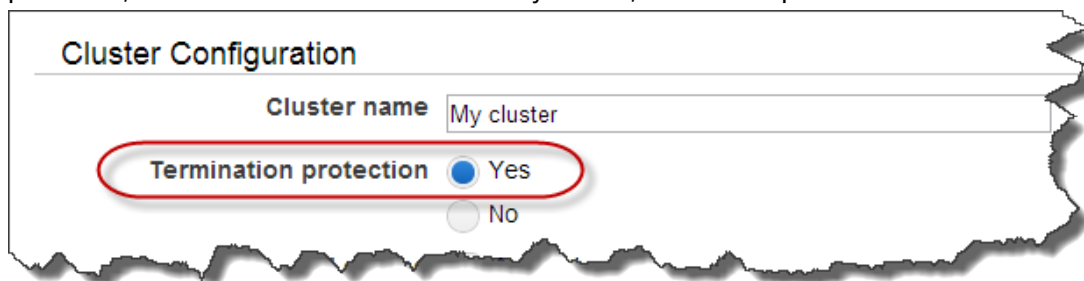 Cluster Configuration
Cluster name My cluster
Termination protection Yes
No